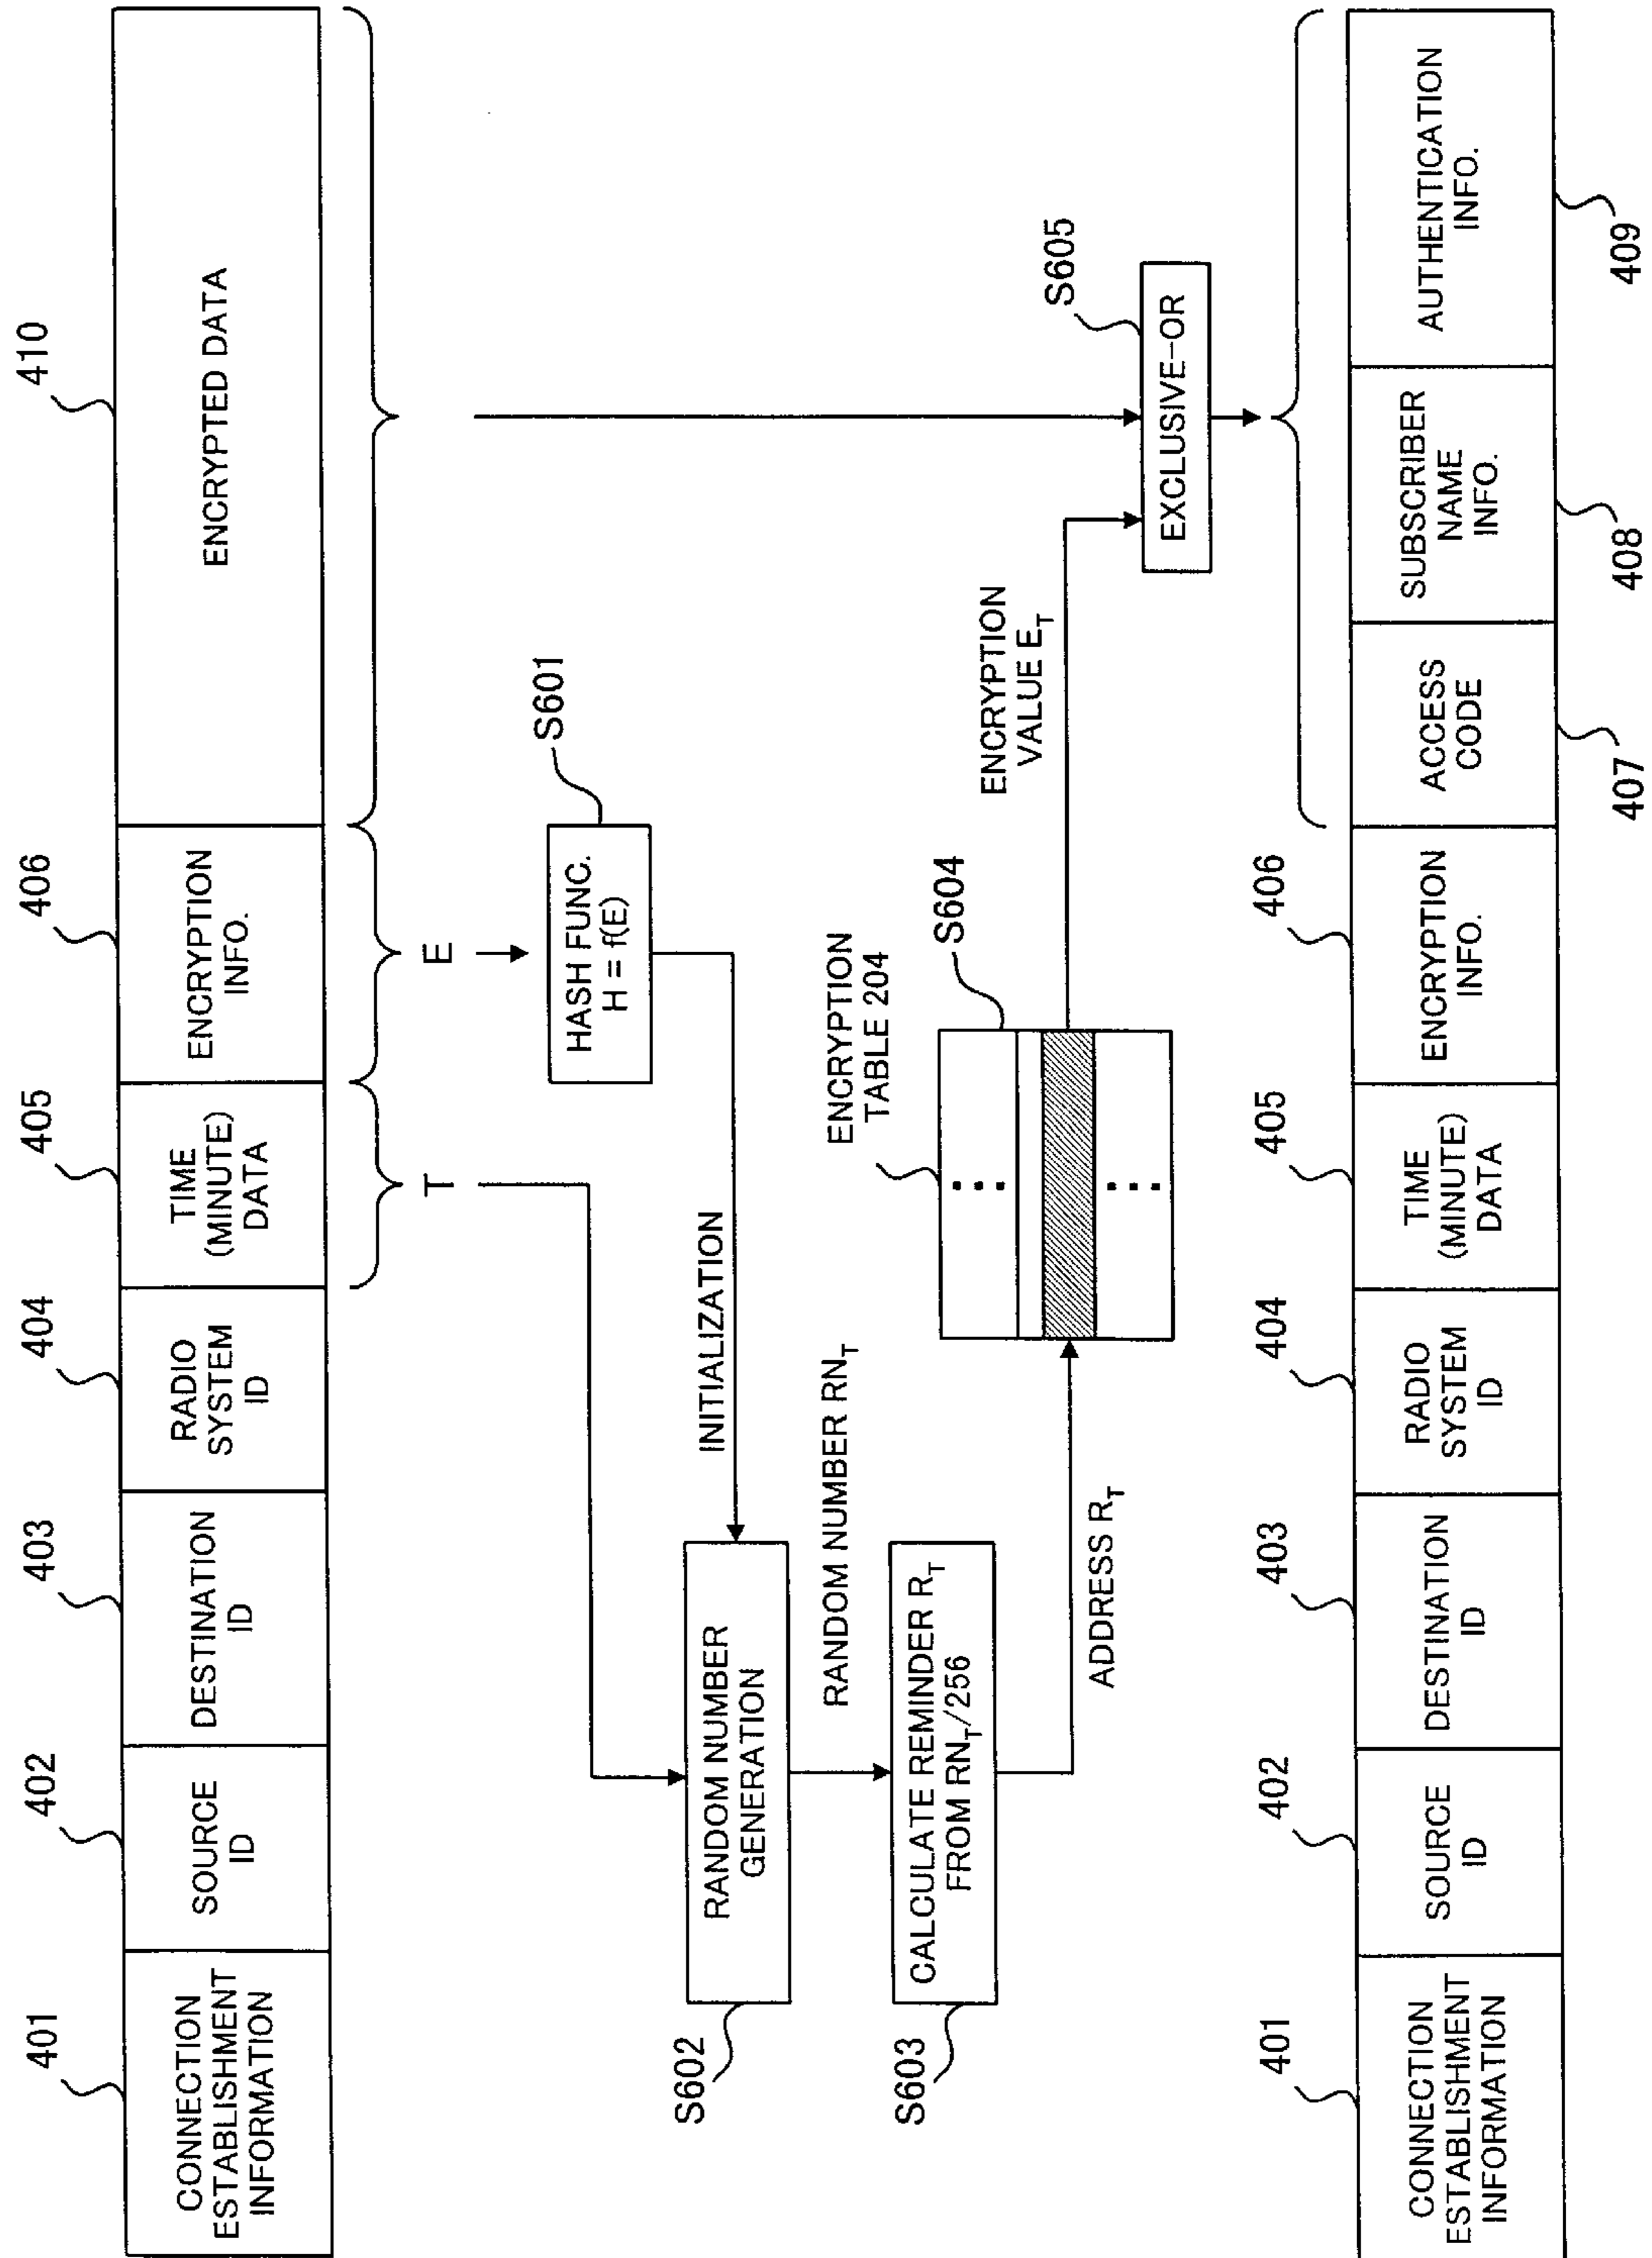 401
402
403
404
405
406
410
CONNECTION
ESTABLISHMENT
INFORMATION
SOURCE
ID
DESTINATION
ID
RADIO
SYSTEM
ID
TIME
(MINUTE)
DATA
ENCRYPTION
INFO.
ENCRYPTED DATA
T
E
S601
HASH FUNC.
H = f(E)
INITIALIZATION
S602
RANDOM NUMBER
GENERATION
RANDOM NUMBER RN_T
S603
CALCULATE REMINDER R_T
FROM RN_T/256
ADDRESS R_T
ENCRYPTION
TABLE 204
S604
ENCRYPTION
VALUE E_T
S605
EXCLUSIVE-OR
401
402
403
404
405
406
CONNECTION
ESTABLISHMENT
INFORMATION
SOURCE
ID
DESTINATION
ID
RADIO
SYSTEM
ID
TIME
(MINUTE)
DATA
ENCRYPTION
INFO.
ACCESS
CODE
SUBSCRIBER
NAME
INFO.
AUTHENTICATION
INFO.
407
408
409